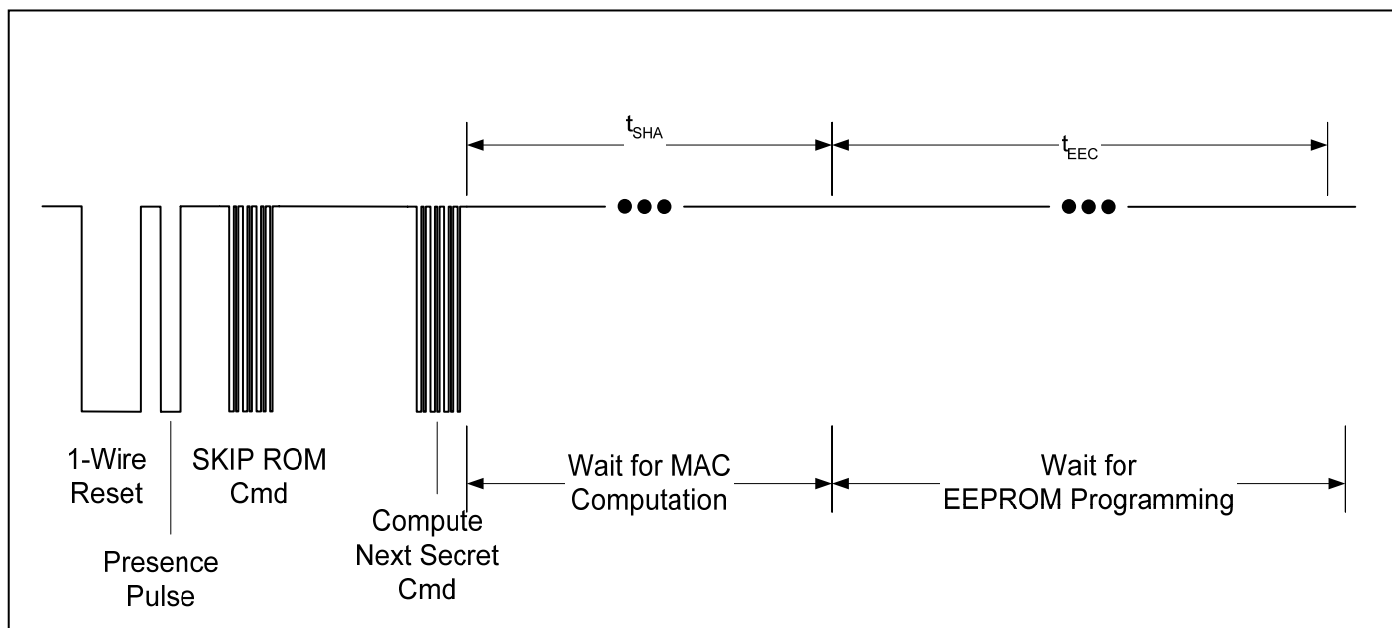 tSHA
tEEC
1-Wire
Reset
SKIP ROM
Cmd
Presence
Pulse
Compute
Next Secret
Cmd
Wait for MAC
Computation
Wait for
EEPROM Programming